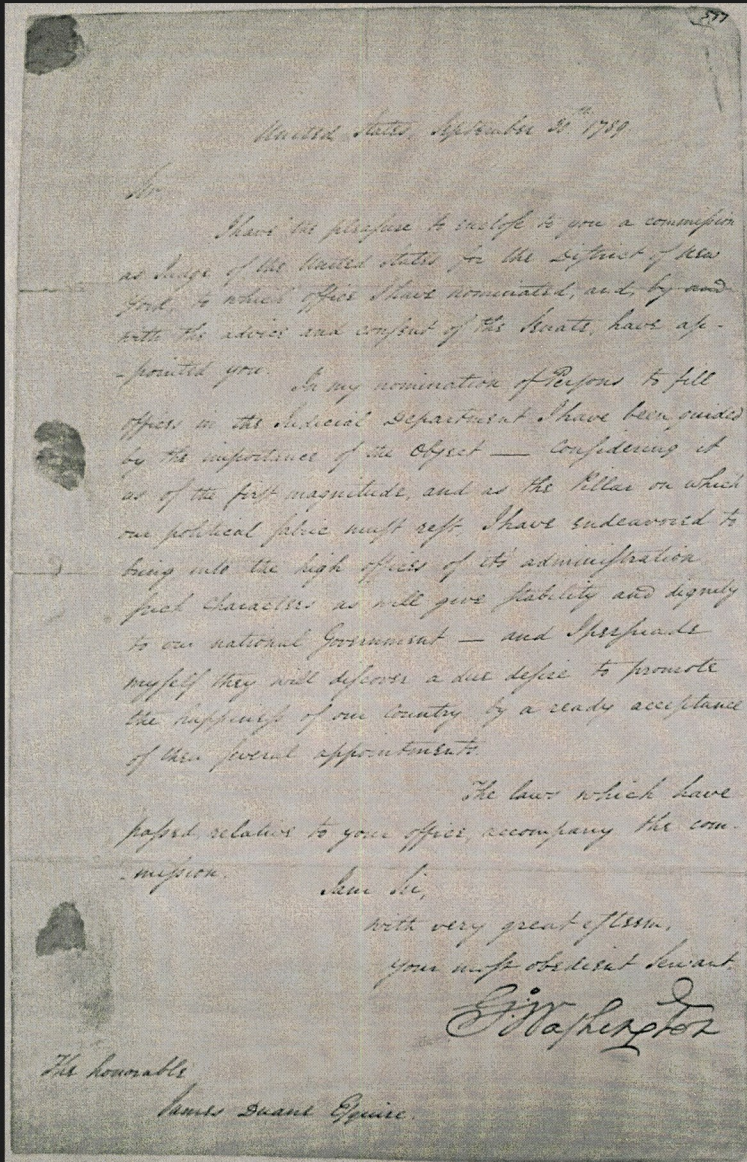 577
United States, September 30th 1789.
Sir,
I have the pleasure to enclose to you a commission
as Judge of the United States for the District of New
York, to which office I have nominated, and, by and
with the advice and consent of the Senate, have ap-
-pointed you.
In my nomination of Persons to fill
offices in the Judicial Department I have been guided
by the importance of the Object — Considering it
as of the first magnitude, and as the Pillar on which
our political fabric must rest, I have endeavored to
bring into the high offices of its administration
such Characters as will give stability and dignity
to our national Government — and I persuade
myself they will discover a due desire to promote
the happiness of our Country by a ready acceptance
of their several appointments.
The laws which have
passed, relative to your office, accompany the com-
-mission.
I am Sir,
with very great esteem,
your most obedient Servant,
G:Washington
The honorable
James Duane Esquire.